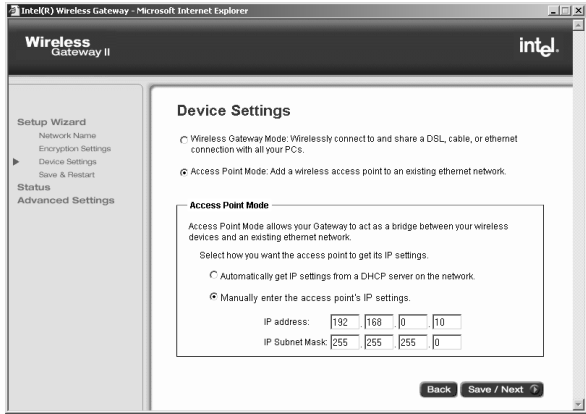 Intel(R) Wireless Gateway - Microsoft Internet Explorer
Wireless
Gateway II
intel.
Setup Wizard
Network Name
Encryption Settings
Device Settings
Save & Restart
Status
Advanced Settings
Device Settings
Wireless Gateway Mode: Wirelessly connect to and share a DSL, cable, or ethernet
connection with all your PCs.
Access Point Mode: Add a wireless access point to an existing ethernet network.
Access Point Mode
Access Point Mode allows your Gateway to act as a bridge between your wireless
devices and an existing ethernet network.
Select how you want the access point to get its IP settings.
Automatically get IP settings from a DHCP server on the network.
Manually enter the access point's IP settings.
IP address: 192 . 168 . 0 . 10
IP Subnet Mask: 255 . 255 . 255 . 0
Back Save / Next